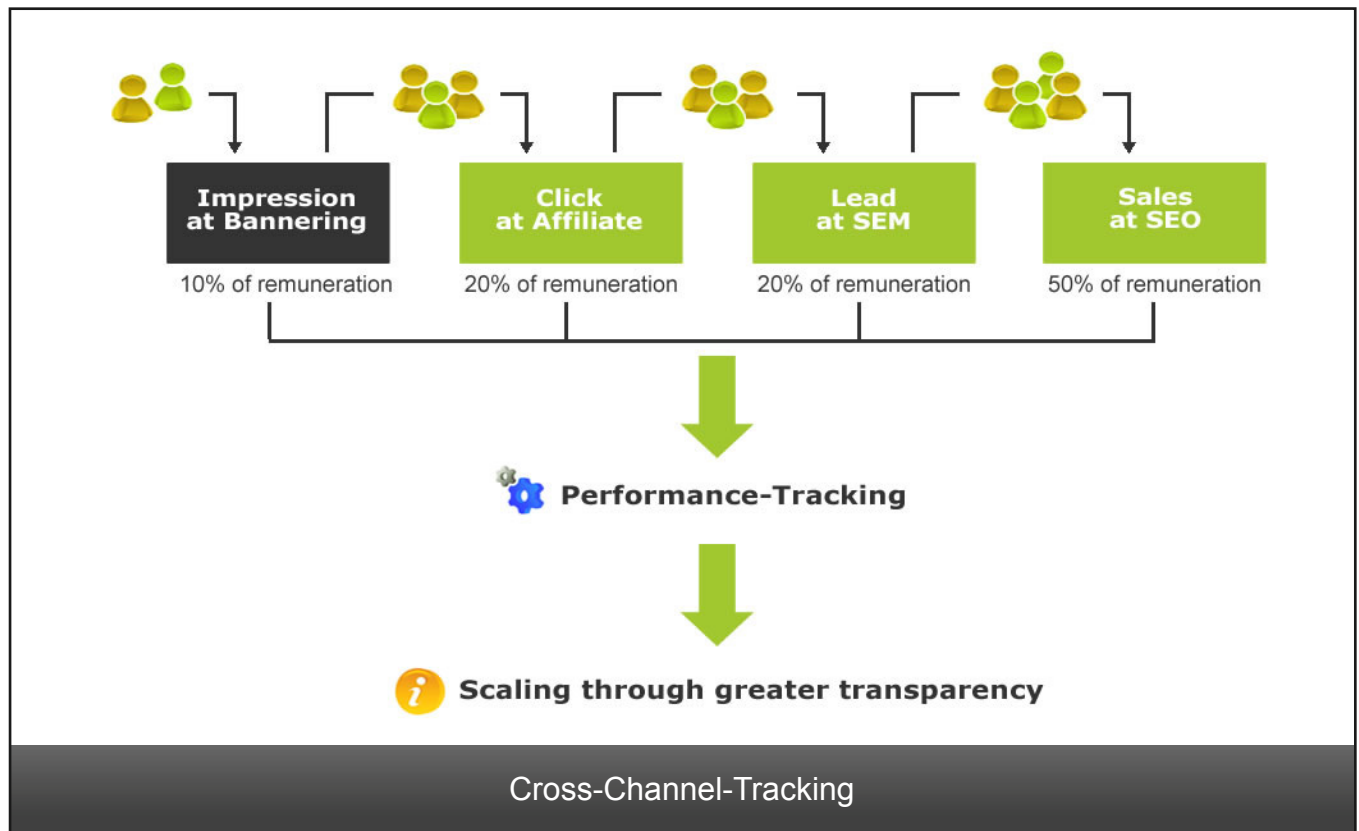 Impression
at Bannering
Click
at Affiliate
Lead
at SEM
Sales
at SEO
10% of remuneration
20% of remuneration
20% of remuneration
50% of remuneration
Performance-Tracking
i
Scaling through greater transparency
Cross-Channel-Tracking